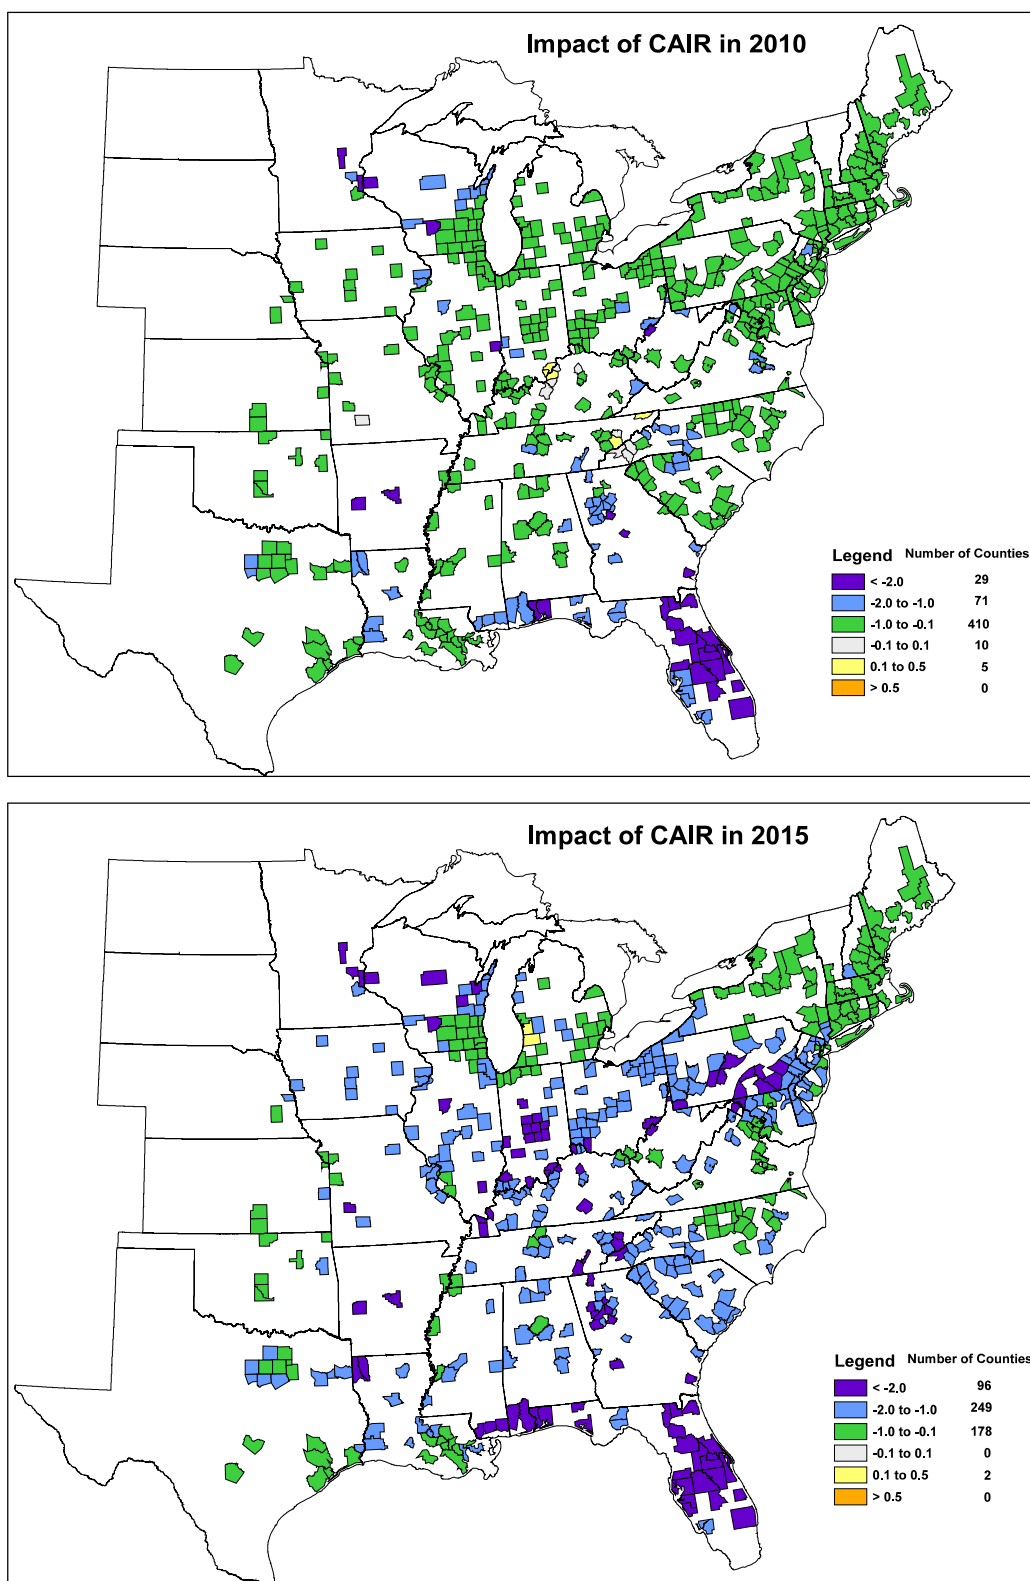 Impact of CAIR in 2010
Legend Number of Counties
< -2.0 29
-2.0 to -1.0 71
-1.0 to -0.1 410
-0.1 to 0.1 10
0.1 to 0.5 5
> 0.5 0
Impact of CAIR in 2015
Legend Number of Counties
< -2.0 96
-2.0 to -1.0 249
-1.0 to -0.1 178
-0.1 to 0.1 0
0.1 to 0.5 2
> 0.5 0